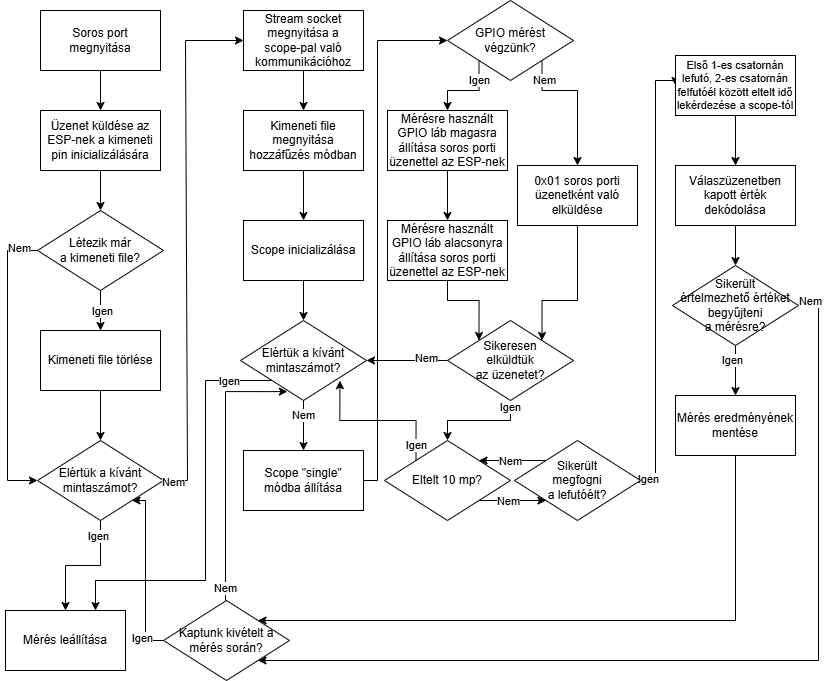 Soros port
megnyitása
Üzenet küldése az
ESP-nek a kimeneti
pin inicializálására
Létezik már
a kimeneti file?
Nem
Igen
Kimeneti file törlése
Elértük a kívánt
mintaszámot?
Nem
Igen
Mérés leállítása
Stream socket
megnyitása a
scope-pal való
kommunikációhoz
Kimeneti file
megnyitása
hozzáfűzés módban
Scope inicializálása
Elértük a kívánt
mintaszámot?
Igen
Nem
Scope "single"
módba állítása
GPIO mérést
végzünk?
Igen
Nem
Mérésre használt
GPIO láb magasra
állítása soros porti
üzenettel az ESP-nek
Mérésre használt
GPIO láb alacsonyra
állítása soros porti
üzenettel az ESP-nek
0x01 soros porti
üzenetként való
elküldése
Sikeresen
elküldtük
az üzenetet?
Nem
Igen
Eltelt 10 mp?
Igen
Nem
Sikerült
megfogni
a lefutóélt?
Nem
Igen
Első 1-es csatornán
lefutó, 2-es csatornán
felfutóél között eltelt idő
lekérdezése a scope-tól
Válaszüzenetben
kapott érték
dekódolása
Sikerült
értelmezhető értéket
begyűjteni
a mérésre?
Nem
Igen
Mérés eredményének
mentése
Kaptunk kivételt a
mérés során?
Nem
Igen